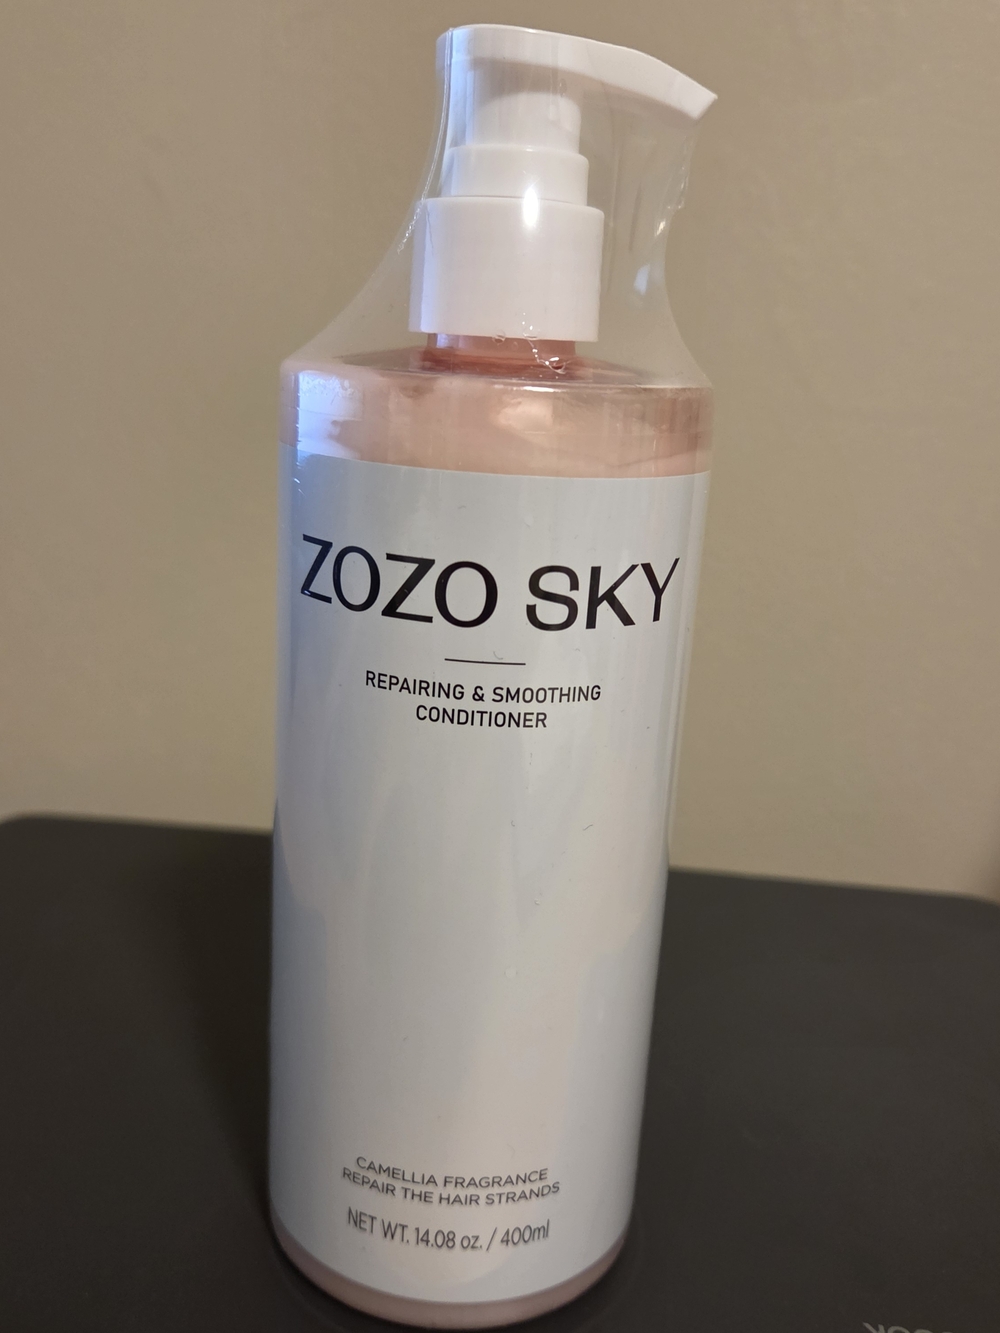 ZOZO SKY
REPAIRING & SMOOTHING
CONDITIONER
CAMELLIA FRAGRANCE
REPAIR THE HAIR STRANDS
NET WT. 14.08 oz. / 400ml